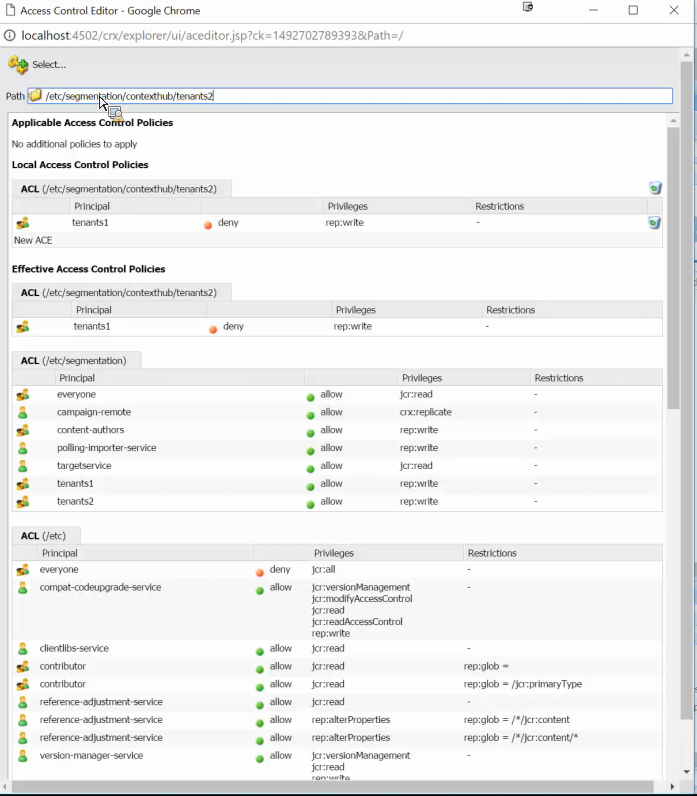 Access Control Editor - Google Chrome
localhost:4502/crx/explorer/ui/aceditor.jsp?ck=1492702789393&Path=/
Select...
Path /etc/segmentation/contexthub/tenants2
Applicable Access Control Policies
No additional policies to apply
Local Access Control Policies
ACL (/etc/segmentation/contexthub/tenants2)
Principal Privileges Restrictions
tenants1 deny rep:write -
New ACE
Effective Access Control Policies
ACL (/etc/segmentation/contexthub/tenants2)
Principal Privileges Restrictions
tenants1 deny rep:write -
ACL (/etc/segmentation)
Principal Privileges Restrictions
everyone allow jcr:read -
campaign-remote allow crx:replicate -
content-authors allow rep:write -
polling-importer-service allow rep:write -
targetservice allow jcr:read -
tenants1 allow rep:write -
tenants2 allow rep:write -
ACL (/etc)
Principal Privileges Restrictions
everyone deny jcr:all -
compat-codeupgrade-service allow jcr:versionManagement -
jcr:modifyAccessControl
jcr:read
jcr:readAccessControl
rep:write
clientlibs-service allow jcr:read -
contributor allow jcr:read rep:glob =
contributor allow jcr:read rep:glob = /jcr:primaryType
reference-adjustment-service allow jcr:read -
reference-adjustment-service allow rep:alterProperties rep:glob = /*/jcr:content
reference-adjustment-service allow rep:alterProperties rep:glob = /*/jcr:content/*
version-manager-service allow jcr:versionManagement -
jcr:read
rep:write